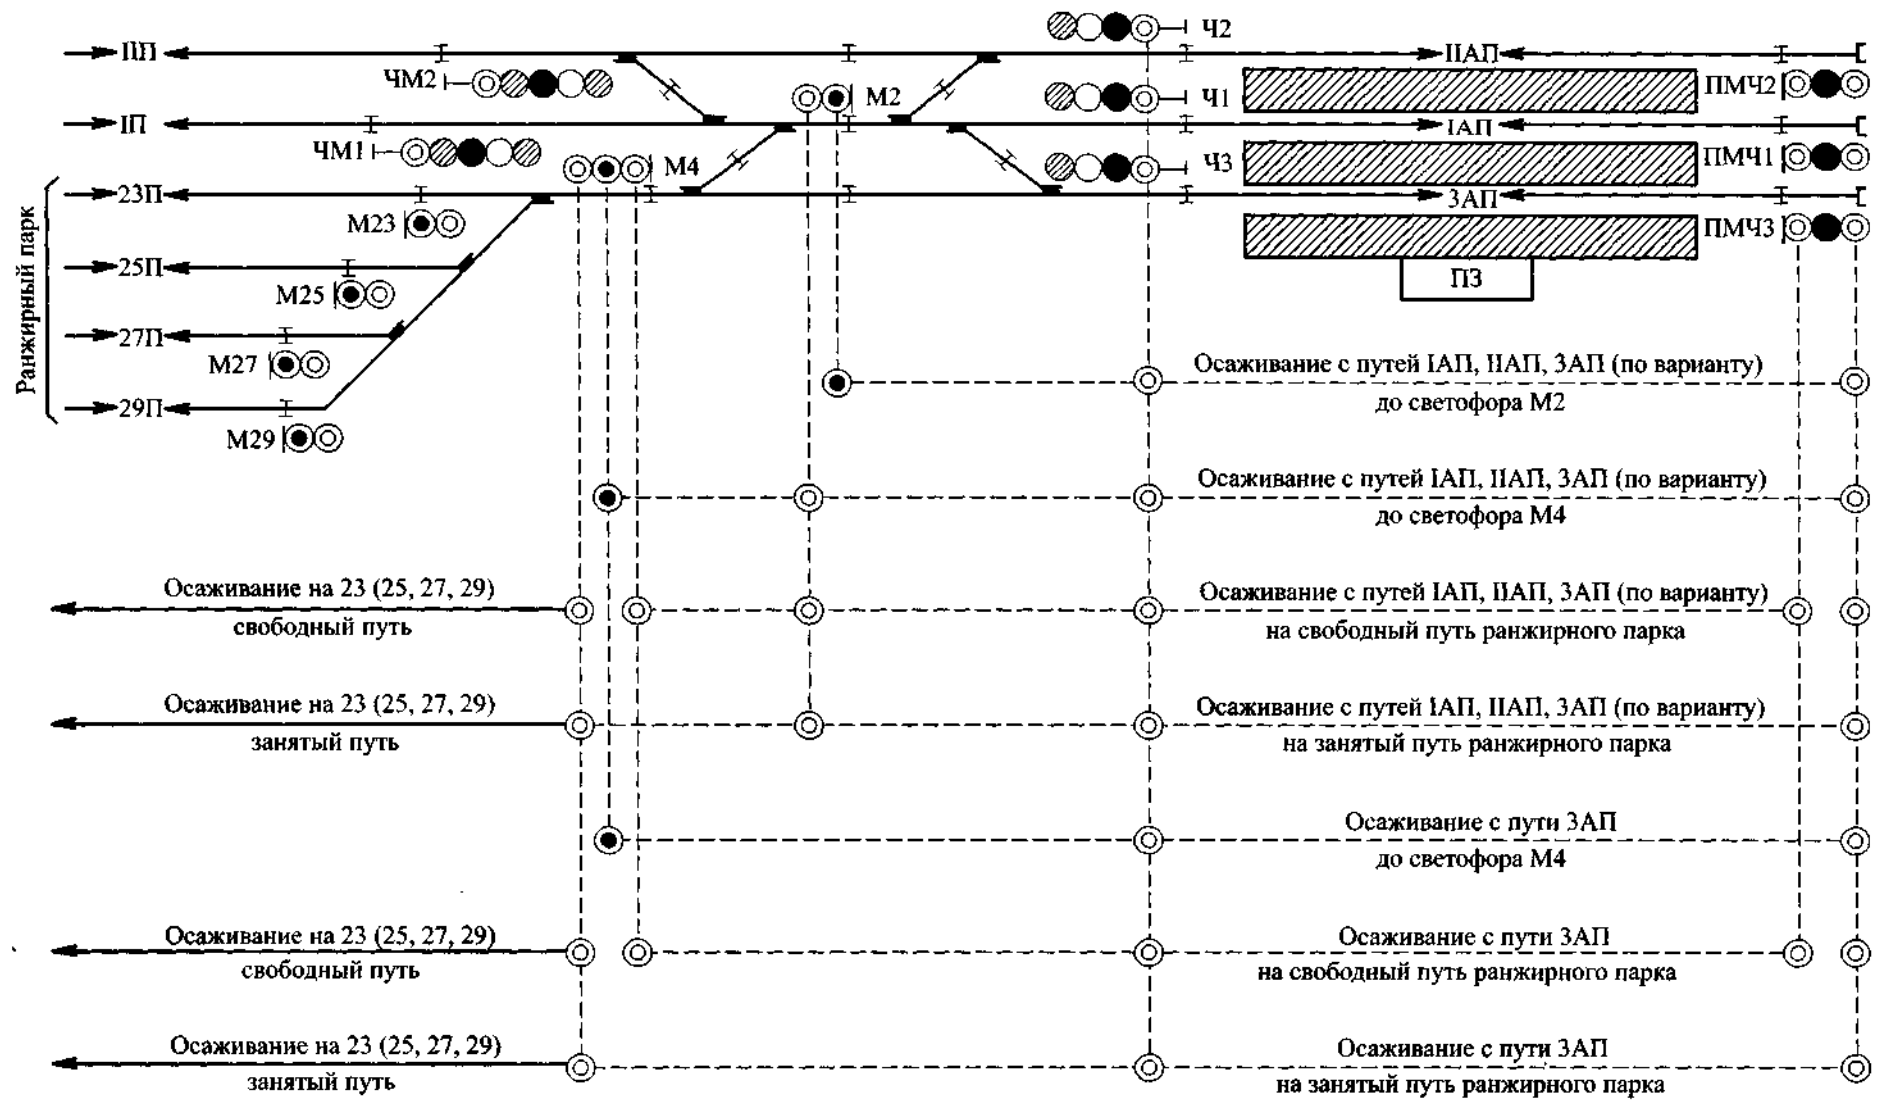 Ч2
IIП
IIАП
ЧМ2
М2
Ч1
ПМЧ2
IП
IАП
ЧМ1
М4
Ч3
ПМЧ1
Ранжирный парк
23П
3АП
М23
ПМЧ3
25П
М25
ПЗ
27П
М27
29П
М29
Осаживание с путей IАП, IIАП, 3АП (по варианту)
до светофора М2
Осаживание с путей IАП, IIАП, 3АП (по варианту)
до светофора М4
Осаживание на 23 (25, 27, 29)
свободный путь
Осаживание с путей IАП, IIАП, 3АП (по варианту)
на свободный путь ранжирного парка
Осаживание на 23 (25, 27, 29)
занятый путь
Осаживание с путей IАП, IIАП, 3АП (по варианту)
на занятый путь ранжирного парка
Осаживание с пути 3АП
до светофора М4
Осаживание на 23 (25, 27, 29)
свободный путь
Осаживание с пути 3АП
на свободный путь ранжирного парка
Осаживание на 23 (25, 27, 29)
занятый путь
Осаживание с пути 3АП
на занятый путь ранжирного парка